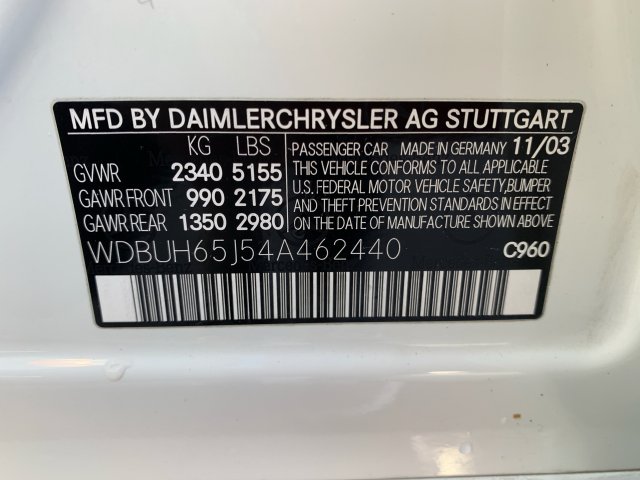 MFD BY DAIMLERCHRYSLER AG STUTTGART
KG LBS
GVWR 2340 5155
GAWR FRONT 990 2175
GAWR REAR 1350 2980
PASSENGER CAR MADE IN GERMANY 11/03
THIS VEHICLE CONFORMS TO ALL APPLICABLE
U.S. FEDERAL MOTOR VEHICLE SAFETY, BUMPER
AND THEFT PREVENTION STANDARDS IN EFFECT
ON THE DATE OF MANUFACTURE SHOWN ABOVE.
WDBUH65J54A462440 C960
Mercedes-Benz